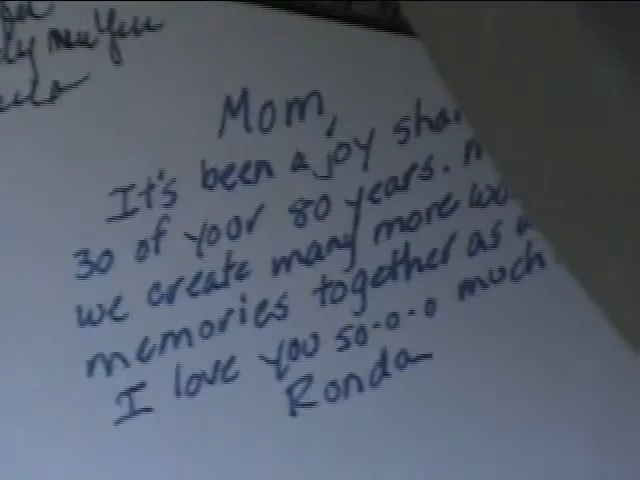 Mom,
It's been a joy
30 of your 80 years.
we create many more
memories together as
I love you so-o-o much
Ronda